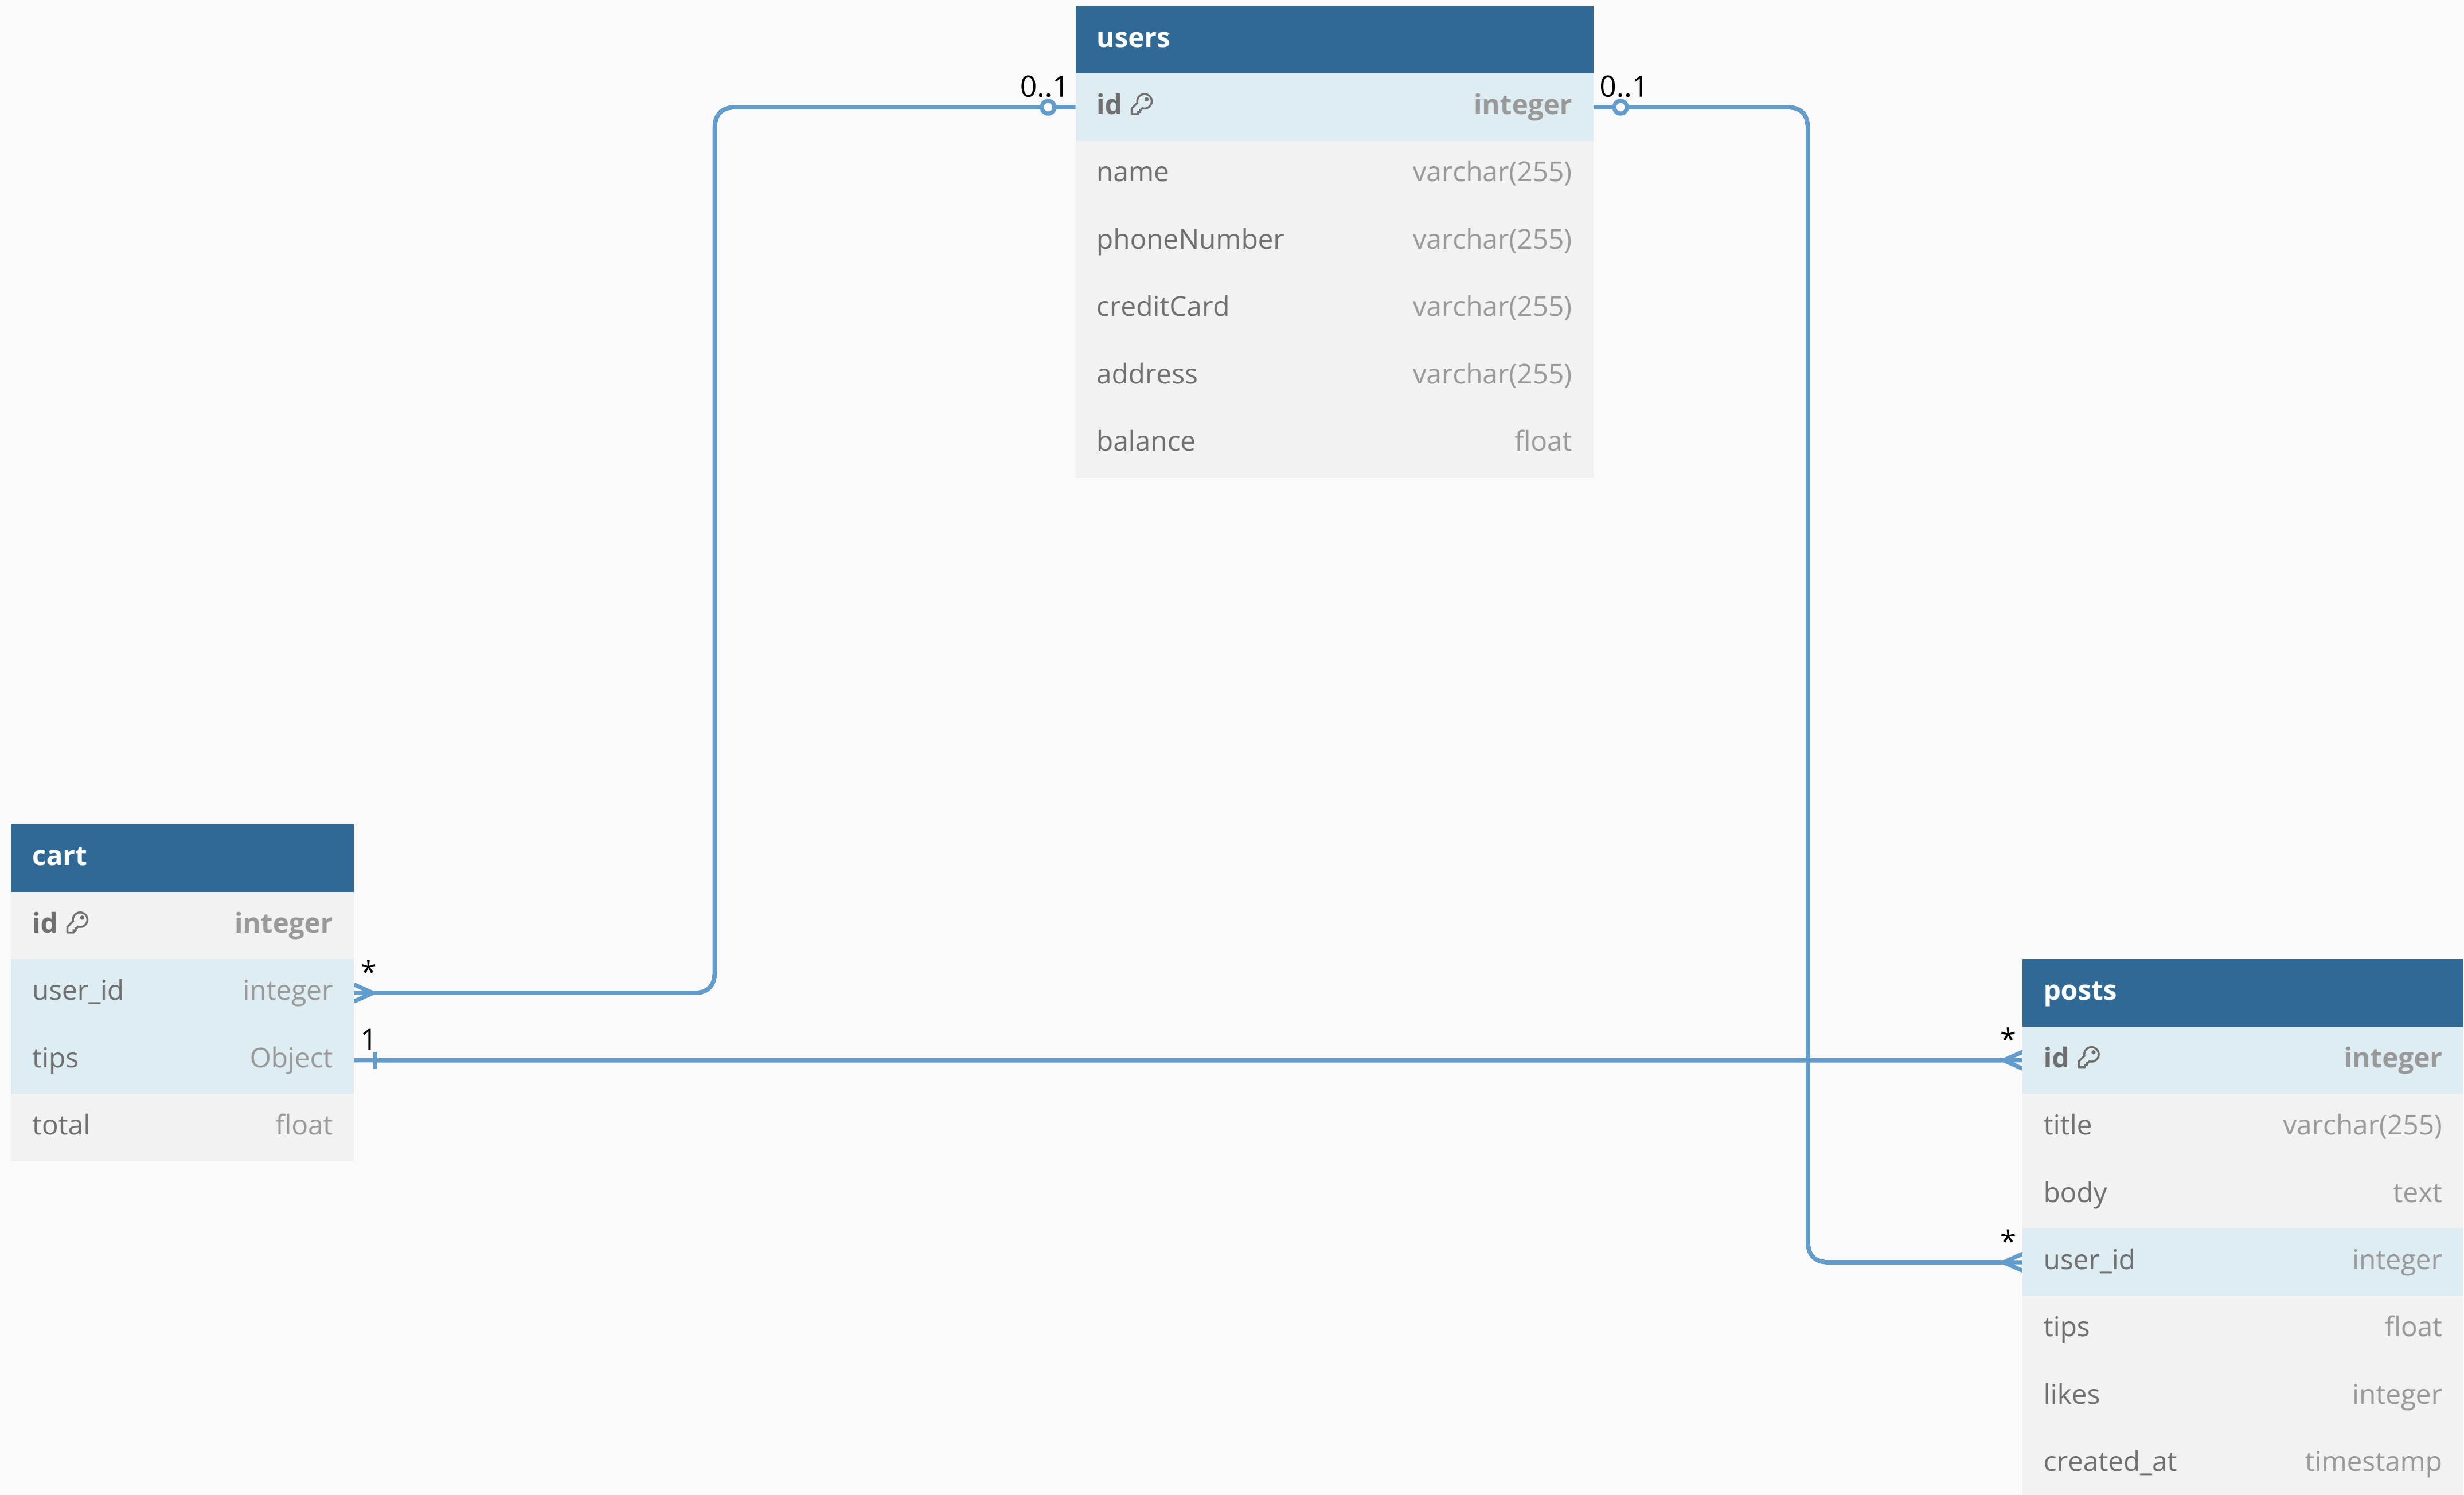 users
0..1
0..1
id integer
name varchar(255)
phoneNumber varchar(255)
creditCard varchar(255)
address varchar(255)
balance float
cart
id integer
*
user_id integer
1
tips Object
total float
posts
*
id integer
title varchar(255)
body text
*
user_id integer
tips float
likes integer
created_at timestamp